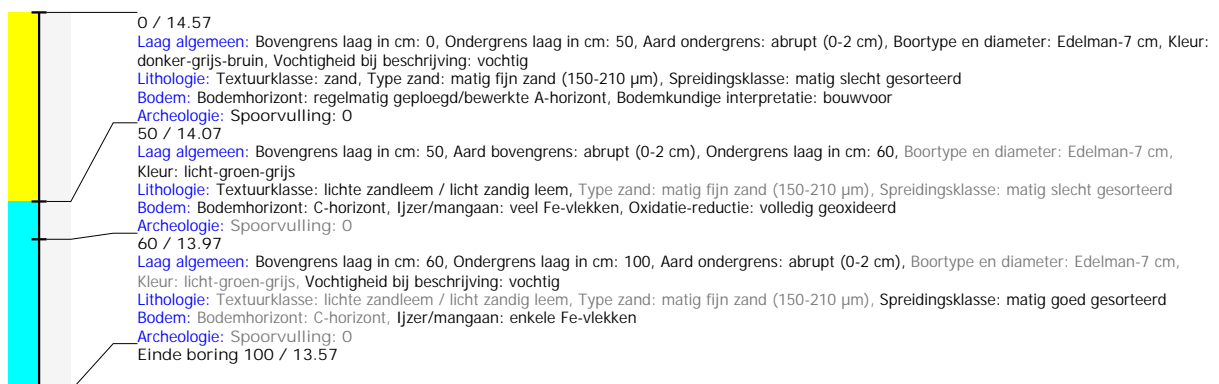 0 / 14.57
Laag algemeen: Bovengrens laag in cm: 0, Ondergrens laag in cm: 50, Aard ondergrens: abrupt (0-2 cm), Boortype en diameter: Edelman-7 cm, Kleur:
donker-grijs-bruin, Vochtigheid bij beschrijving: vochtig
Lithologie: Textuurklasse: zand, Type zand: matig fijn zand (150-210 µm), Spreidingsklasse: matig slecht gesorteerd
Bodem: Bodemhorizont: regelmatig geploegd/bewerkte A-horizont, Bodemkundige interpretatie: bouwvoor
Archeologie: Spoorvulling: 0
50 / 14.07
Laag algemeen: Bovengrens laag in cm: 50, Aard bovengrens: abrupt (0-2 cm), Ondergrens laag in cm: 60, Boortype en diameter: Edelman-7 cm,
Kleur: licht-groen-grijs
Lithologie: Textuurklasse: lichte zandleem / licht zandig leem, Type zand: matig fijn zand (150-210 µm), Spreidingsklasse: matig slecht gesorteerd
Bodem: Bodemhorizont: C-horizont, Ijzer/mangaan: veel Fe-vlekken, Oxidatie-reductie: volledig geoxideerd
Archeologie: Spoorvulling: 0
60 / 13.97
Laag algemeen: Bovengrens laag in cm: 60, Ondergrens laag in cm: 100, Aard ondergrens: abrupt (0-2 cm), Boortype en diameter: Edelman-7 cm,
Kleur: licht-groen-grijs, Vochtigheid bij beschrijving: vochtig
Lithologie: Textuurklasse: lichte zandleem / licht zandig leem, Type zand: matig fijn zand (150-210 µm), Spreidingsklasse: matig goed gesorteerd
Bodem: Bodemhorizont: C-horizont, Ijzer/mangaan: enkele Fe-vlekken
Archeologie: Spoorvulling: 0
Einde boring 100 / 13.57